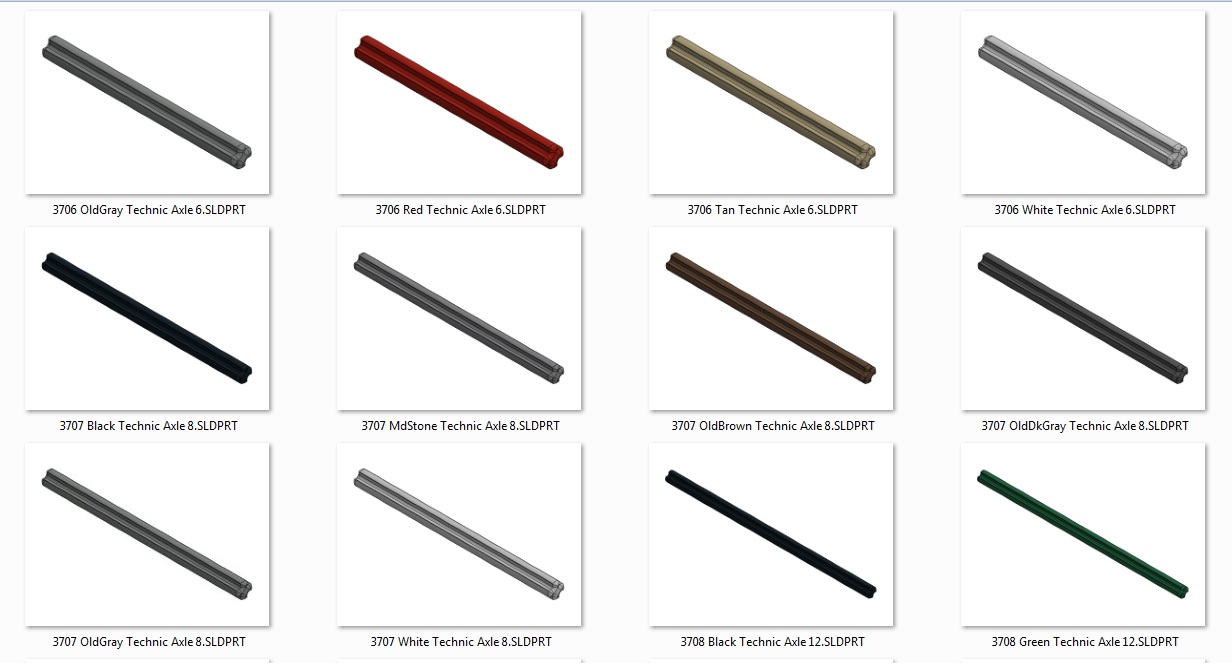 3706 OldGray Technic Axle 6.SLDPRT
3706 Red Technic Axle 6.SLDPRT
3706 Tan Technic Axle 6.SLDPRT
3706 White Technic Axle 6.SLDPRT
3707 Black Technic Axle 8.SLDPRT
3707 MdStone Technic Axle 8.SLDPRT
3707 OldBrown Technic Axle 8.SLDPRT
3707 OldDkGray Technic Axle 8.SLDPRT
3707 OldGray Technic Axle 8.SLDPRT
3707 White Technic Axle 8.SLDPRT
3708 Black Technic Axle 12.SLDPRT
3708 Green Technic Axle 12.SLDPRT